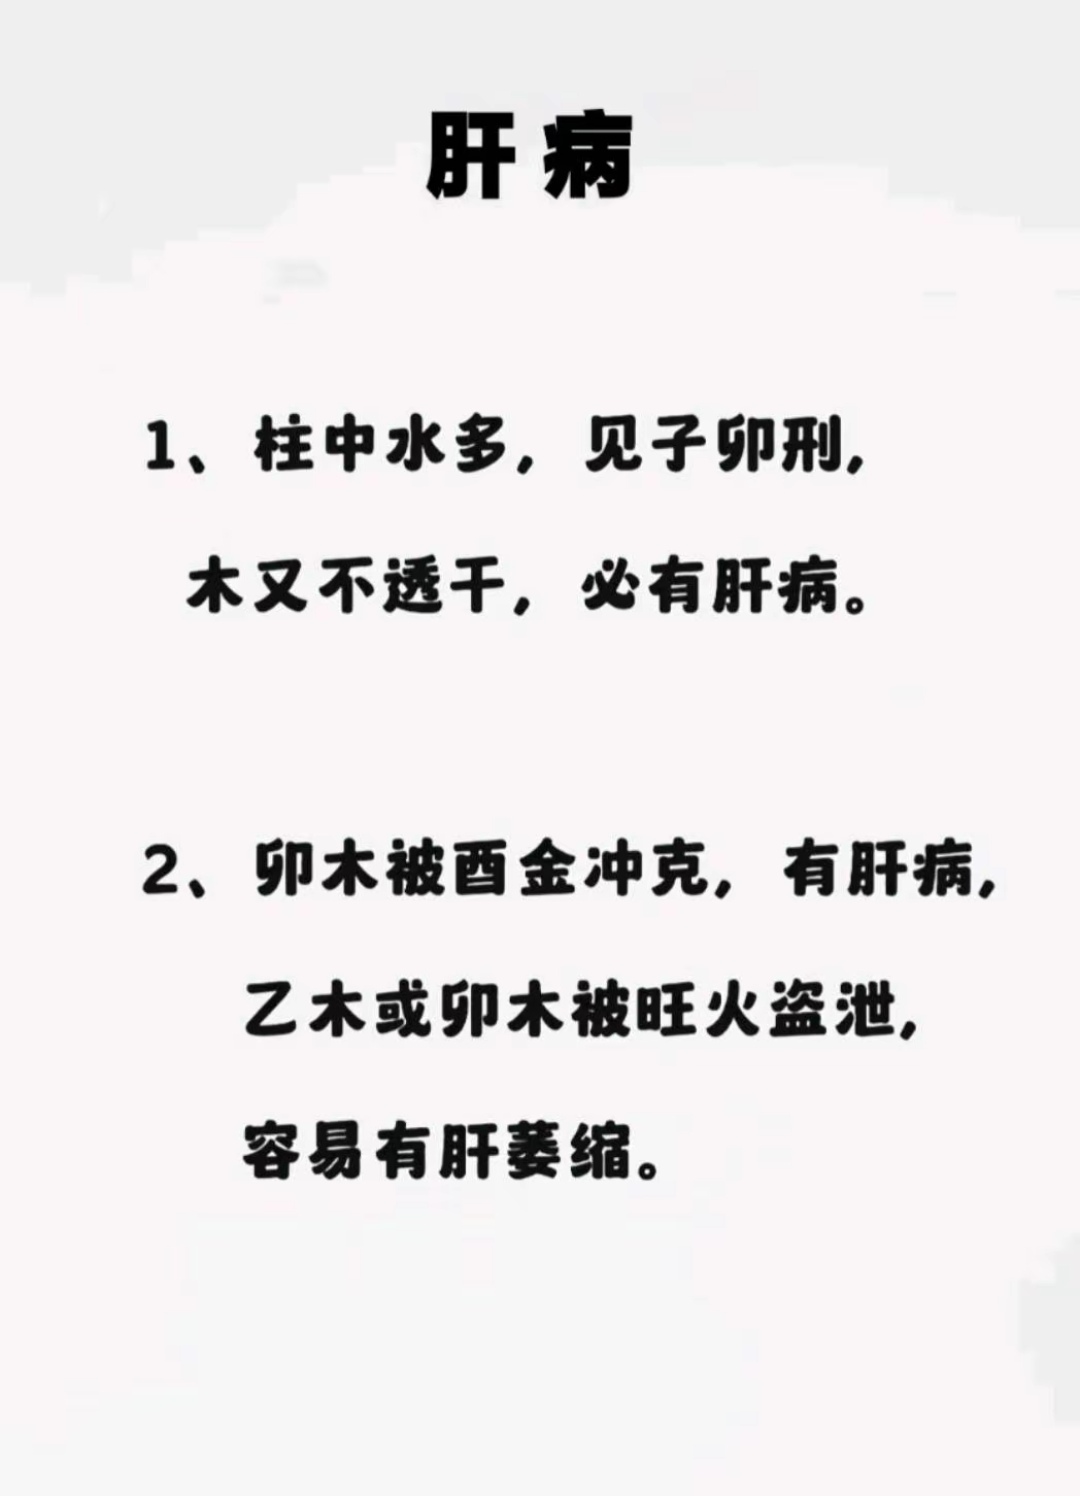 肝病
1、柱中水多，见子卯刑，
木又不透干，必有肝病。
2、卯木被酉金冲克，有肝病，
乙木或卯木被旺火盗泄，
容易有肝萎缩。